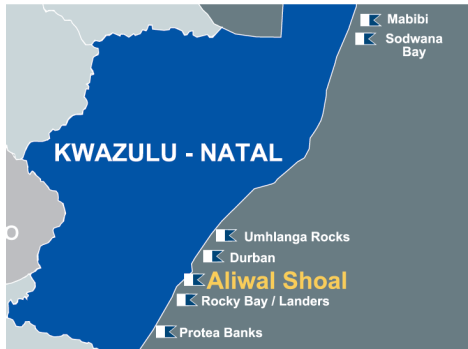 Mabibi
Sodwana
Bay
KWAZULU - NATAL
O
Umhlanga Rocks
Durban
Aliwal Shoal
Rocky Bay / Landers
Protea Banks